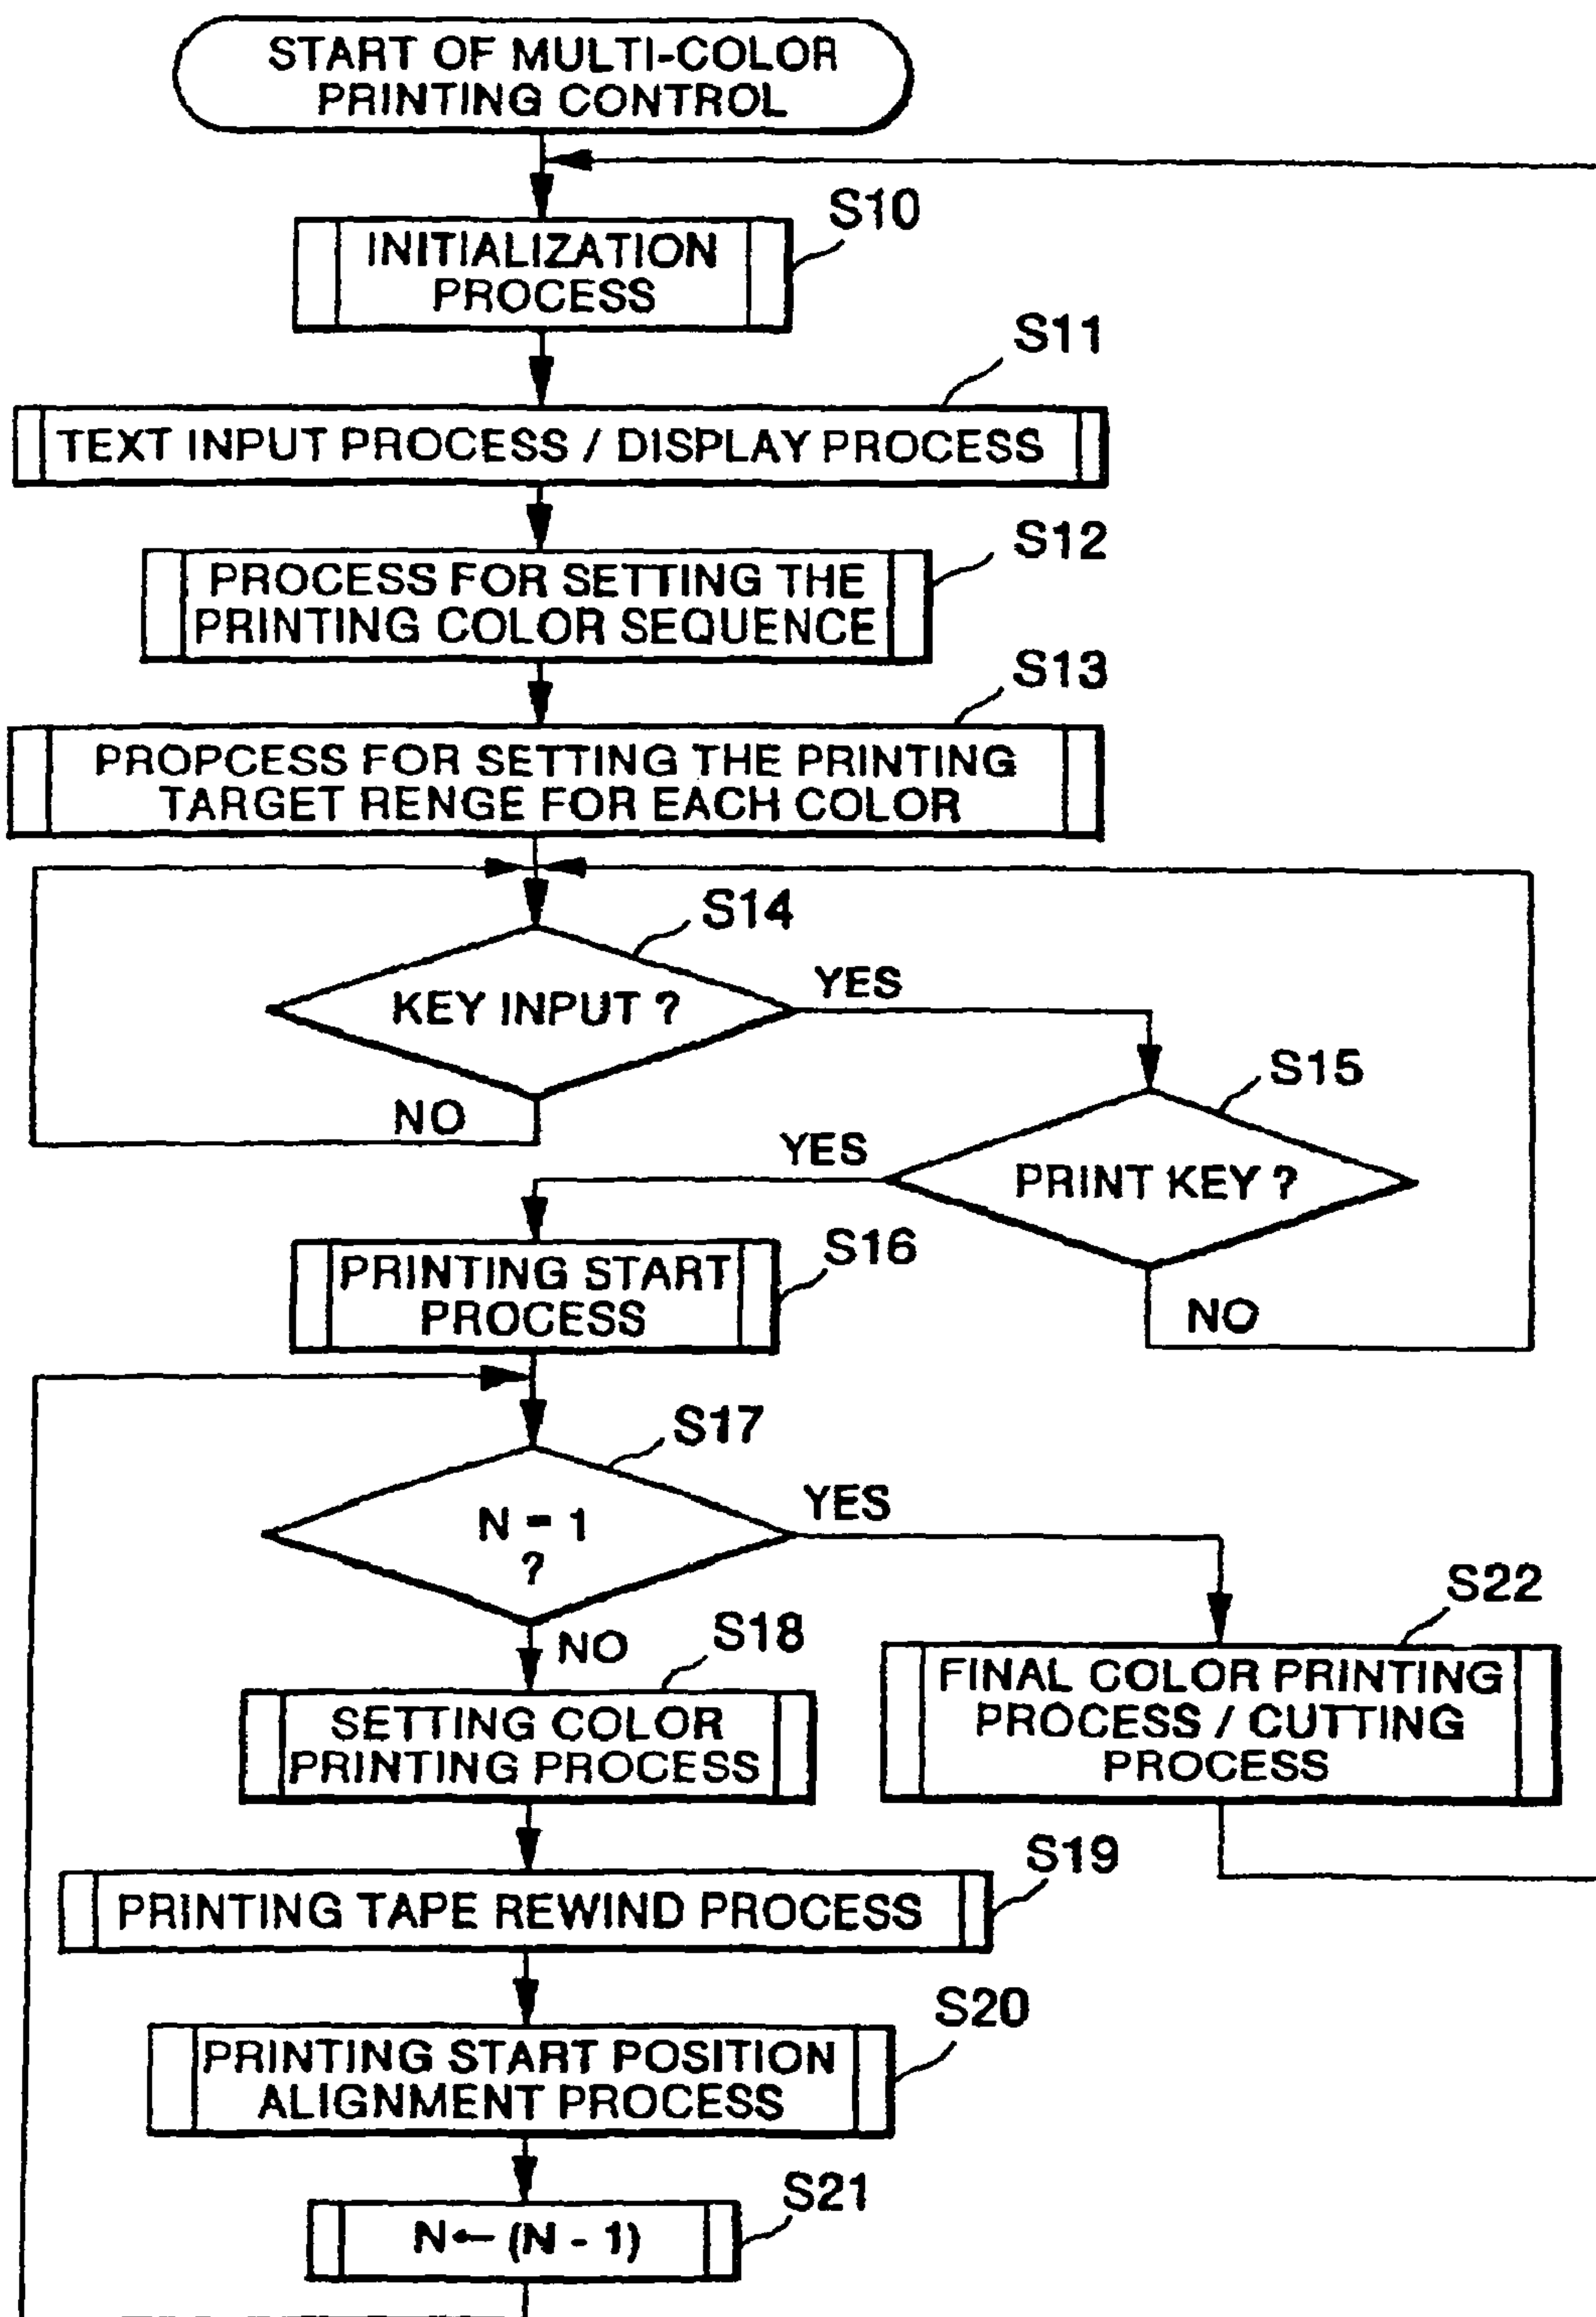 START OF MULTI-COLOR
PRINTING CONTROL
S10
INITIALIZATION
PROCESS
S11
TEXT INPUT PROCESS / DISPLAY PROCESS
S12
PROCESS FOR SETTING THE
PRINTING COLOR SEQUENCE
S13
PROPCESS FOR SETTING THE PRINTING
TARGET RENGE FOR EACH COLOR
S14
KEY INPUT ?
YES
NO
S15
PRINT KEY ?
YES
NO
S16
PRINTING START
PROCESS
S17
N = 1
?
YES
NO
S18
SETTING COLOR
PRINTING PROCESS
S22
FINAL COLOR PRINTING
PROCESS / CUTTING
PROCESS
S19
PRINTING TAPE REWIND PROCESS
S20
PRINTING START POSITION
ALIGNMENT PROCESS
S21
N ← (N - 1)